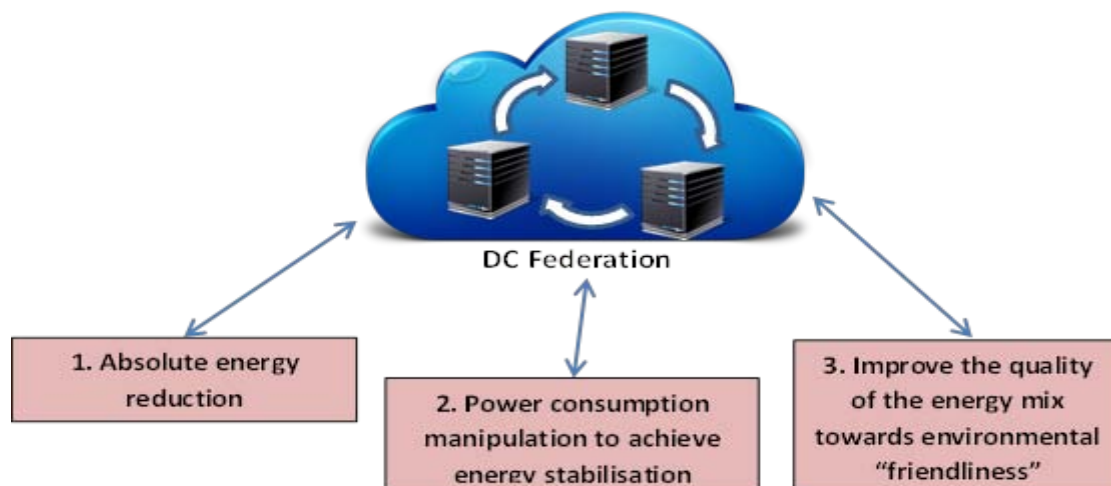 DC Federation
1. Absolute energy
reduction
2. Power consumption
manipulation to achieve
energy stabilisation
3. Improve the quality
of the energy mix
towards environmental
“friendliness”